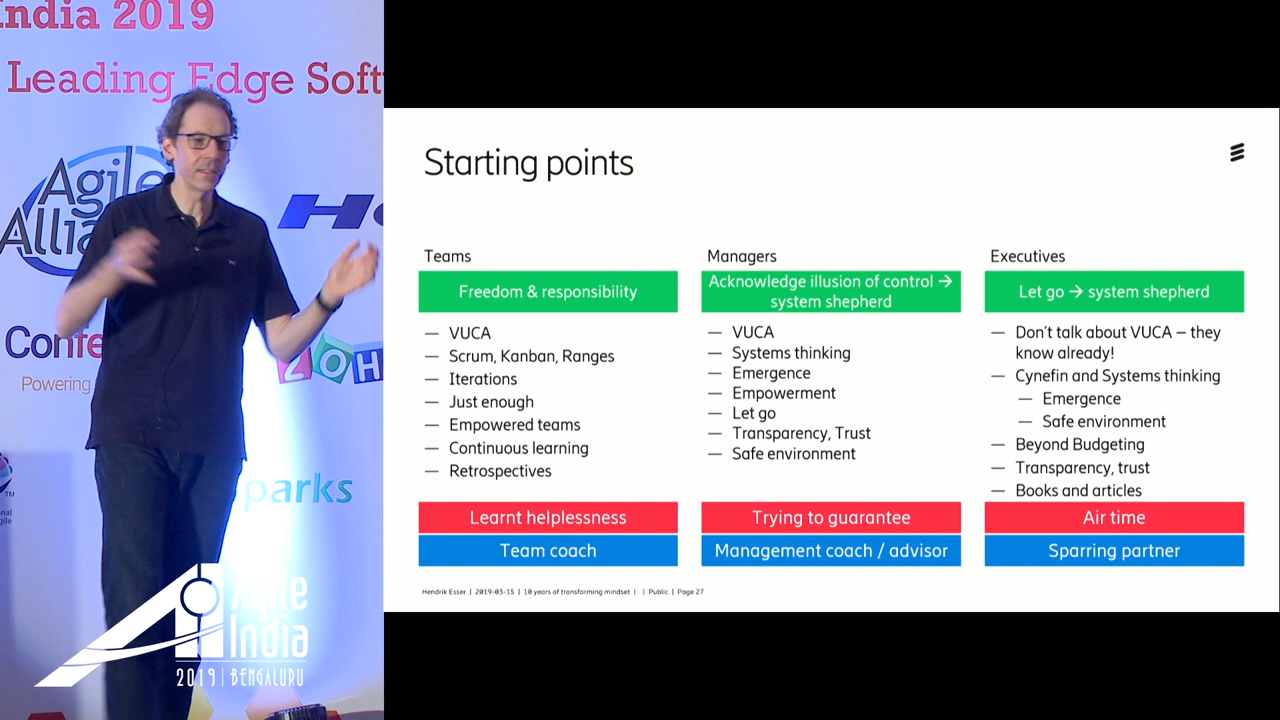 India 2019
Leading Edge Soft
Agile
Allia
Confe
Powering
ZOH
parks
Agile
India
2019 | BENGALURU
Starting points
Teams
Freedom & responsibility
— VUCA
— Scrum, Kanban, Ranges
— Iterations
— Just enough
— Empowered teams
— Continuous learning
— Retrospectives
Learnt helplessness
Team coach
Managers
Acknowledge illusion of control →
system shepherd
— VUCA
— Systems thinking
— Emergence
— Empowerment
— Let go
— Transparency, Trust
— Safe environment
Trying to guarantee
Management coach / advisor
Executives
Let go → system shepherd
— Don't talk about VUCA – they
know already!
— Cynefin and Systems thinking
— Emergence
— Safe environment
— Beyond Budgeting
— Transparency, trust
— Books and articles
Air time
Sparring partner
Hendrik Esser | 2019-03-15 | 10 years of transforming mindset | | Public | Page 27